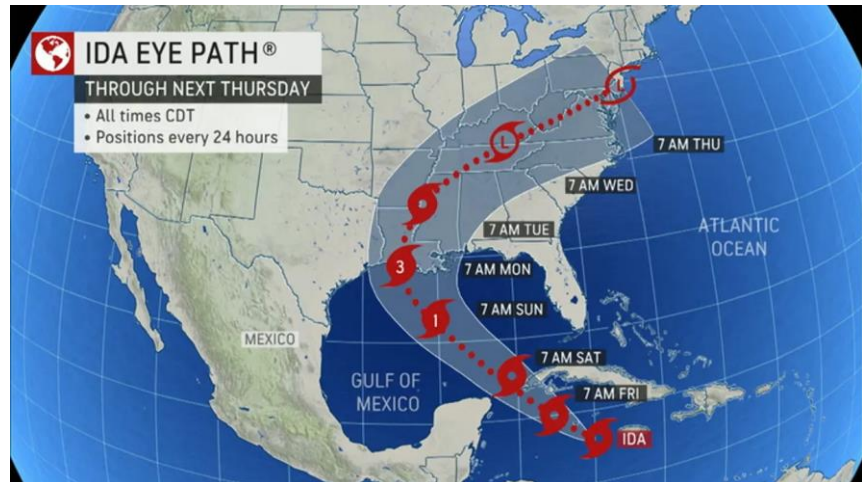 IDA EYE PATH®
THROUGH NEXT THURSDAY
• All times CDT
• Positions every 24 hours
L
7 AM THU
L
7 AM WED
7 AM TUE
ATLANTIC
OCEAN
3
7 AM MON
7 AM SUN
1
MEXICO
7 AM SAT
GULF OF
MEXICO
7 AM FRI
IDA